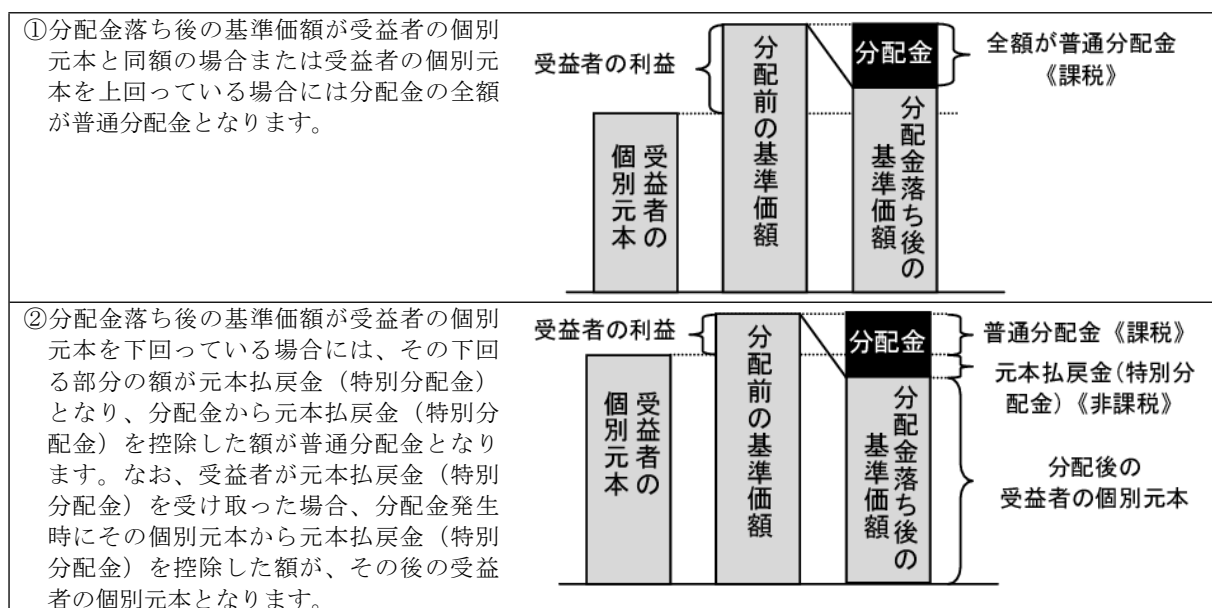 ①分配金落ち後の基準価額が受益者の個別
元本と同額の場合または受益者の個別元
本を上回っている場合には分配金の全額
が普通分配金となります。
受益者の利益
受益者の
個別元本
分配前の基準価額
分配金
分配金落ち後の
基準価額
全額が普通分配金
《課税》
②分配金落ち後の基準価額が受益者の個別
元本を下回っている場合には、その下回
る部分の額が元本払戻金（特別分配金）
となり、分配金から元本払戻金（特別分
配金）を控除した額が普通分配金となり
ます。なお、受益者が元本払戻金（特別
分配金）を受け取った場合、分配金発生
時にその個別元本から元本払戻金（特別
分配金）を控除した額が、その後の受益
者の個別元本となります。
受益者の利益
受益者の
個別元本
分配前の基準価額
分配金
分配金落ち後の
基準価額
普通分配金《課税》
元本払戻金（特別分
配金）《非課税》
分配後の
受益者の個別元本